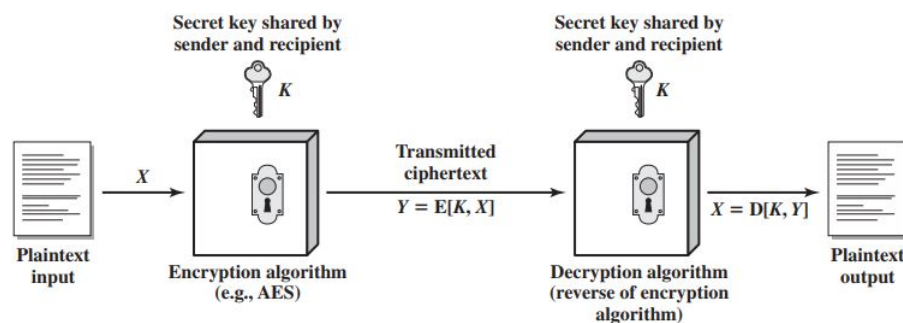 Secret key shared by
sender and recipient
K
Secret key shared by
sender and recipient
K
X
Transmitted
ciphertext
Y = E[K, X]
X = D[K, Y]
Plaintext
input
Encryption algorithm
(e.g., AES)
Decryption algorithm
(reverse of encryption
algorithm)
Plaintext
output